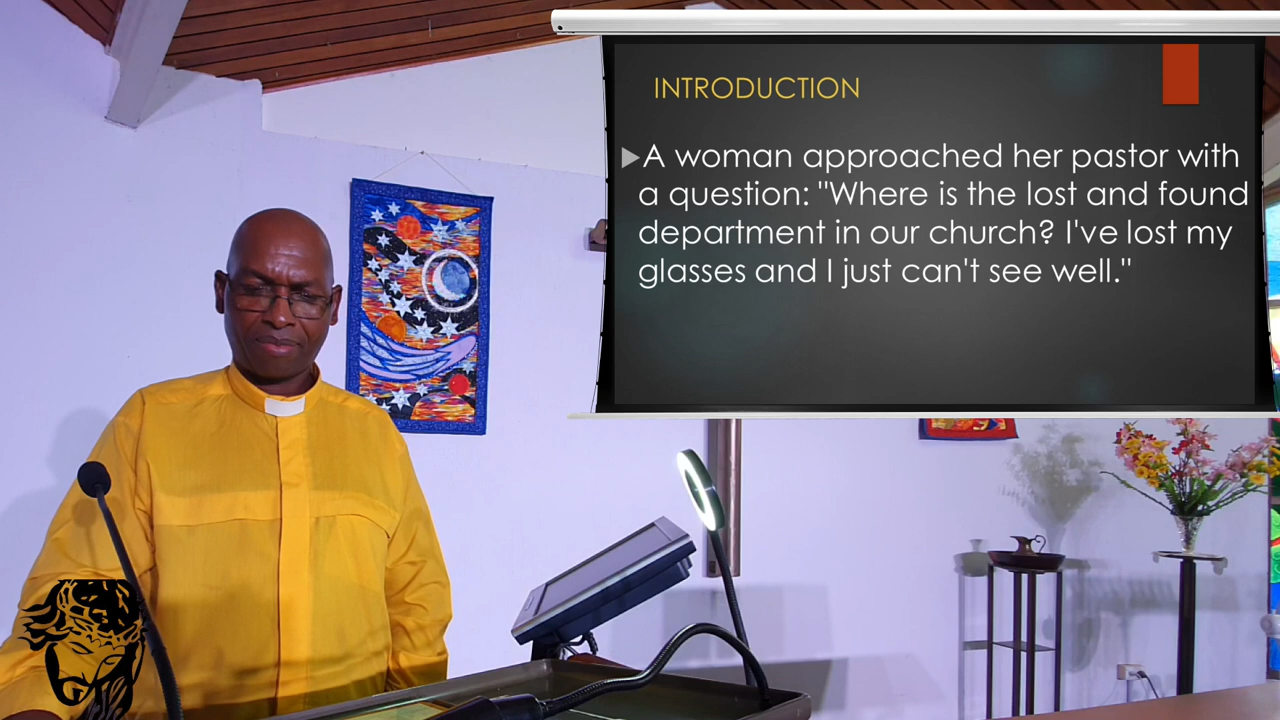 INTRODUCTION
A woman approached her pastor with
a question: "Where is the lost and found
department in our church? I've lost my
glasses and I just can't see well."